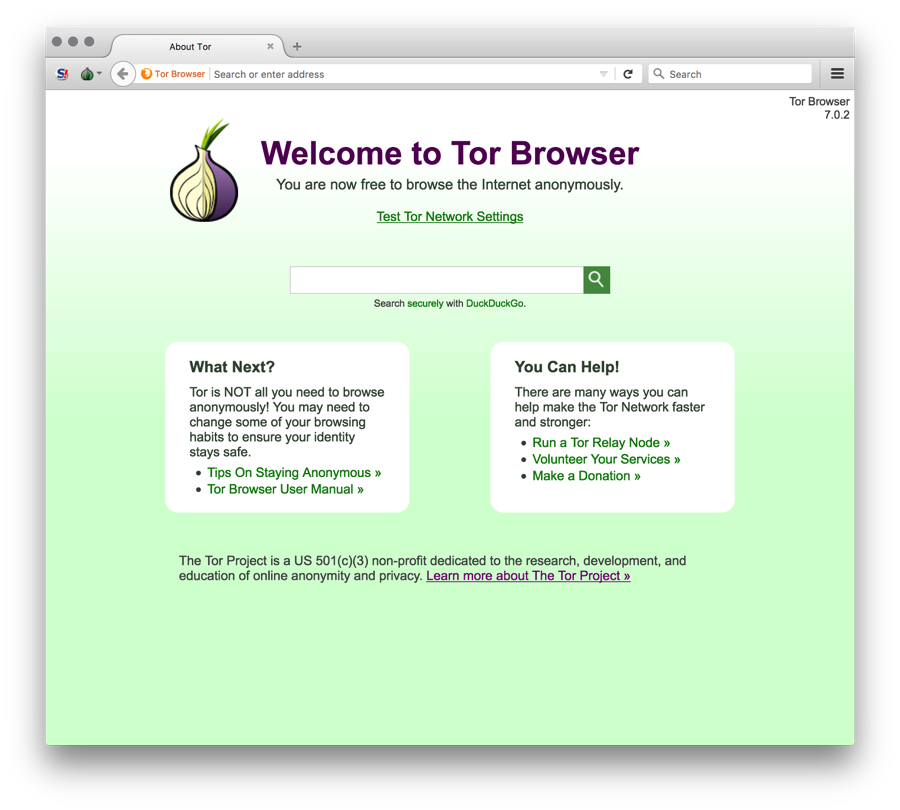 About Tor
Tor Browser
Search or enter address
Search
Tor Browser
7.0.2
Welcome to Tor Browser
You are now free to browse the Internet anonymously.
Test Tor Network Settings
Search securely with DuckDuckGo.
What Next?
Tor is NOT all you need to browse
anonymously! You may need to
change some of your browsing
habits to ensure your identity
stays safe.
Tips On Staying Anonymous »
Tor Browser User Manual »
You Can Help!
There are many ways you can
help make the Tor Network faster
and stronger:
Run a Tor Relay Node »
Volunteer Your Services »
Make a Donation »
The Tor Project is a US 501(c)(3) non-profit dedicated to the research, development, and
education of online anonymity and privacy. Learn more about The Tor Project »